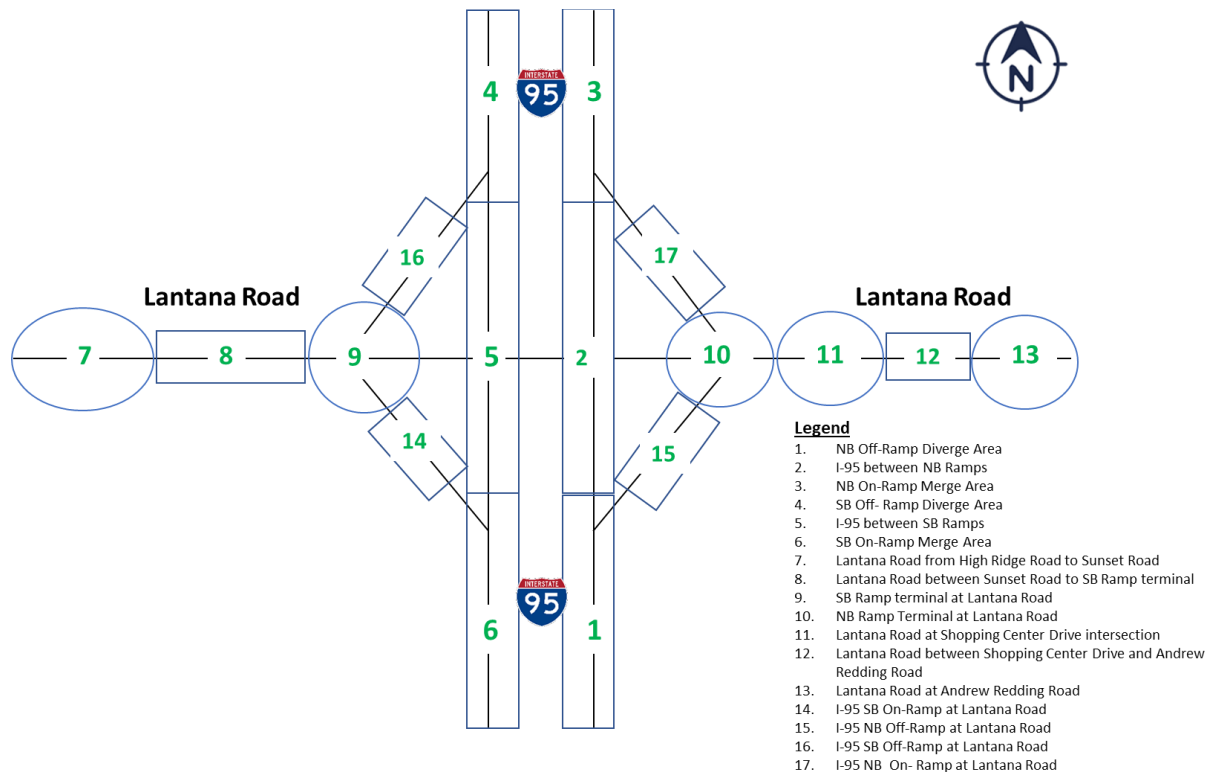 4
INTERSTATE
95
3
N
16
17
Lantana Road
Lantana Road
7
8
9
5
2
10
11
12
13
14
15
Legend
1. NB Off-Ramp Diverge Area
2. I-95 between NB Ramps
3. NB On-Ramp Merge Area
4. SB Off- Ramp Diverge Area
5. I-95 between SB Ramps
6. SB On-Ramp Merge Area
7. Lantana Road from High Ridge Road to Sunset Road
8. Lantana Road between Sunset Road to SB Ramp terminal
9. SB Ramp terminal at Lantana Road
10. NB Ramp Terminal at Lantana Road
11. Lantana Road at Shopping Center Drive intersection
12. Lantana Road between Shopping Center Drive and Andrew
Redding Road
13. Lantana Road at Andrew Redding Road
14. I-95 SB On-Ramp at Lantana Road
15. I-95 NB Off-Ramp at Lantana Road
16. I-95 SB Off-Ramp at Lantana Road
17. I-95 NB On- Ramp at Lantana Road
INTERSTATE
95
6
1